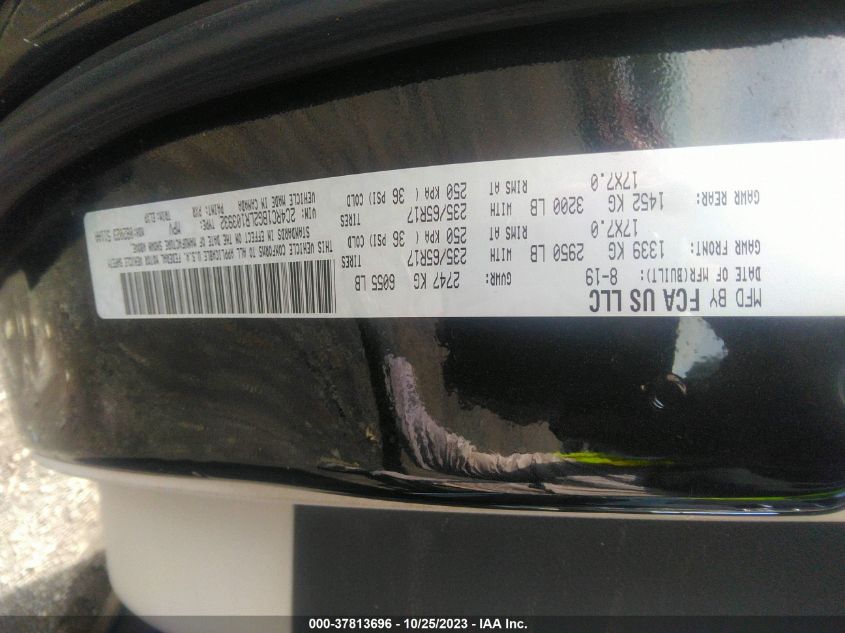 MFD BY FCA US LLC
DATE OF MFR(BUILT): 8-19 GVWR: 2747 KG 6055 LB
GAWR FRONT: 1339 KG 2950 LB WITH 235/65R17 TIRES
17X7.0 RIMS AT 250 KPA ( 36 PSI) COLD
GAWR REAR: 1452 KG 3200 LB WITH 235/65R17 TIRES
17X7.0 RIMS AT 250 KPA ( 36 PSI) COLD
THIS VEHICLE CONFORMS TO ALL APPLICABLE U.S.A. FEDERAL MOTOR VEHICLE SAFETY
STANDARDS IN EFFECT ON THE DATE OF MANUFACTURE SHOWN ABOVE.
VIN: 2C4RC1BG2LR103932 TYPE: MPV
VEHICLE MADE IN CANADA PAINT: PXR
000-37813696 - 10/25/2023 - IAA Inc.